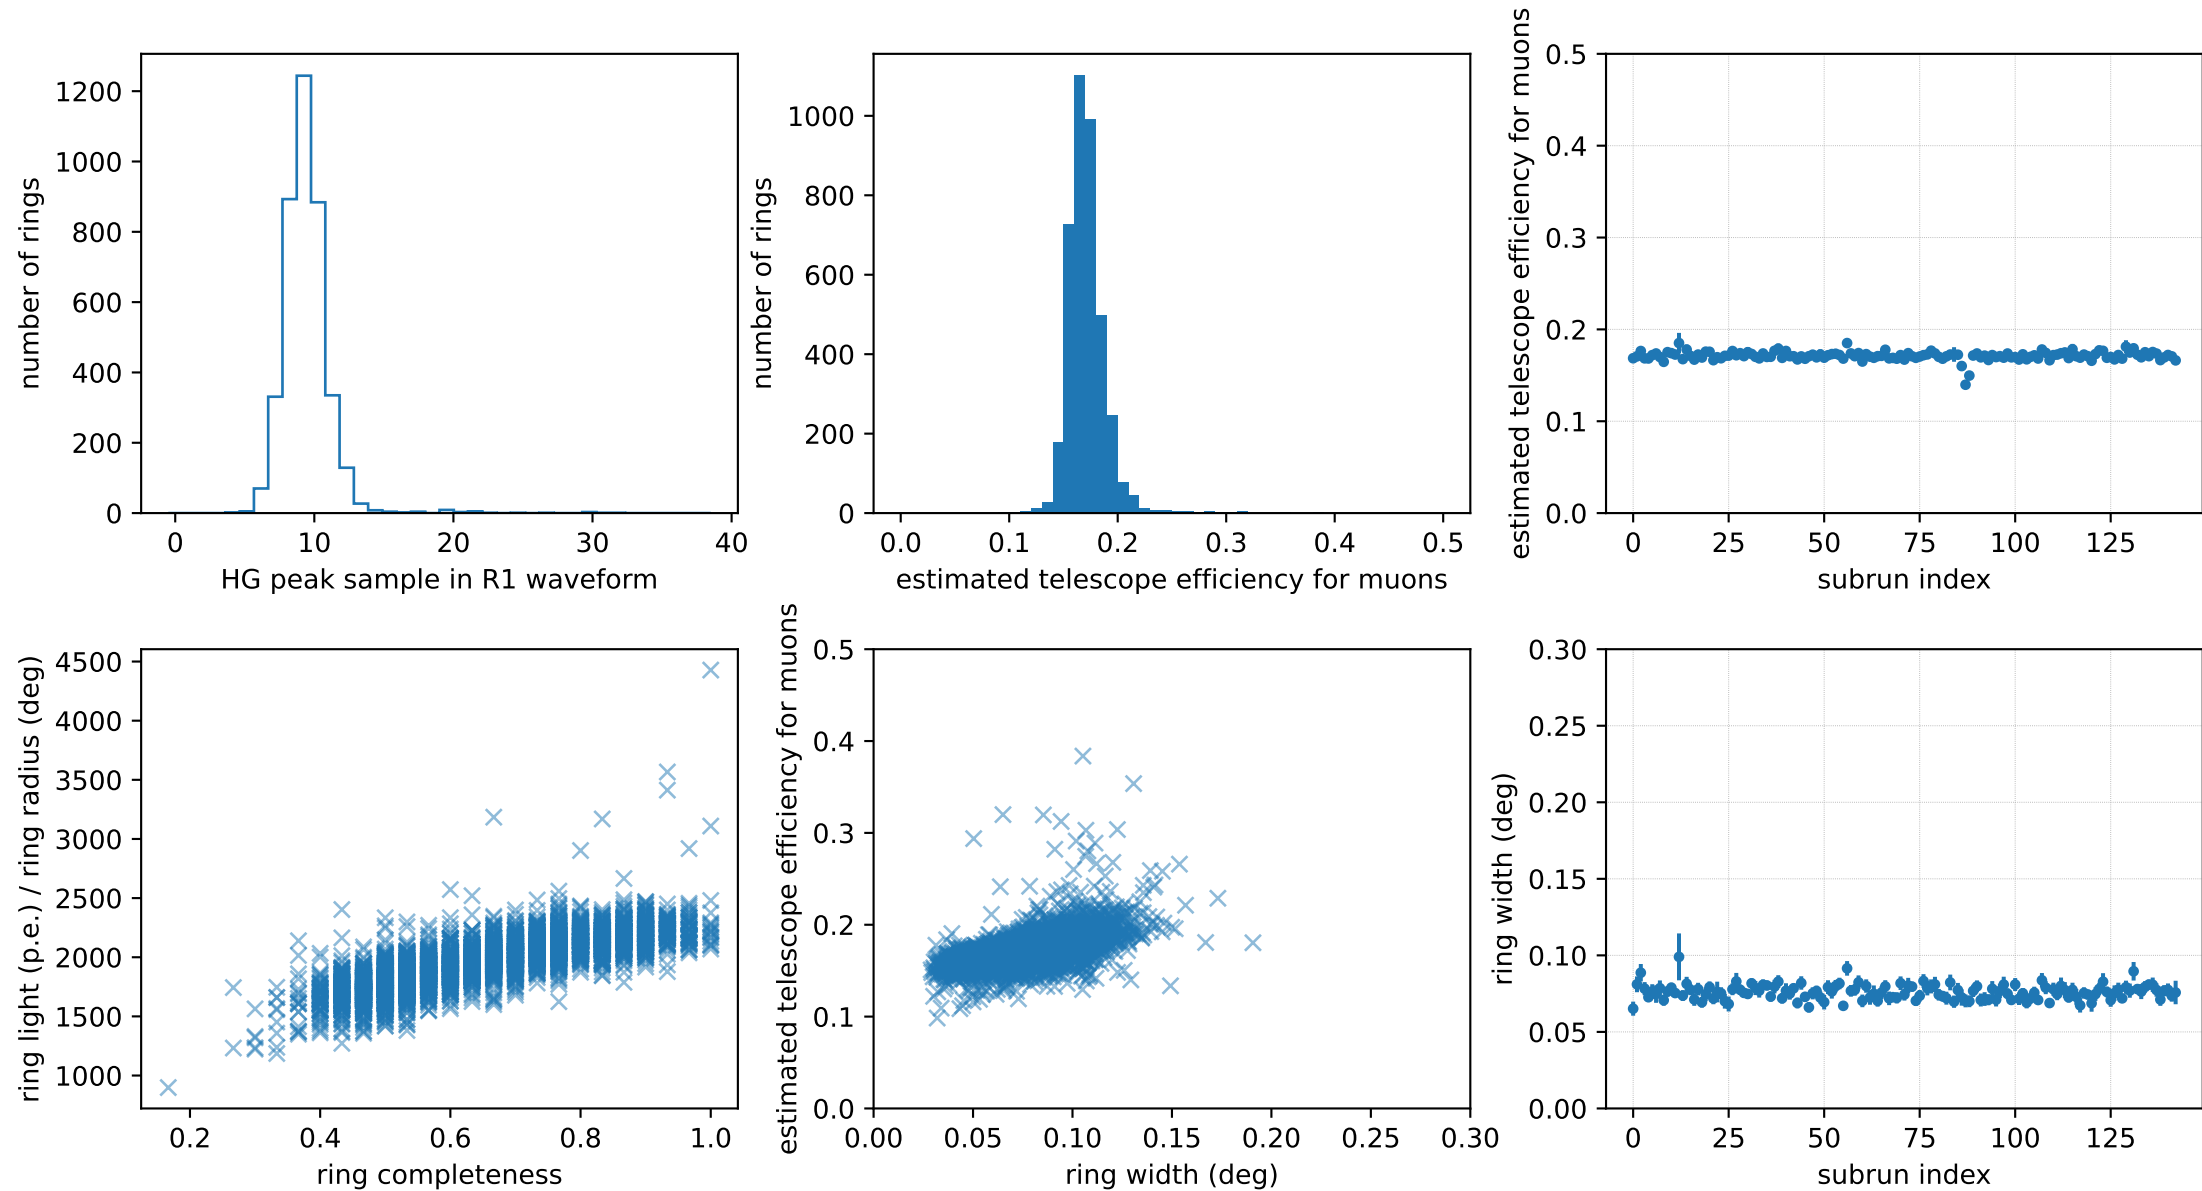 number of rings
1200
1000
800
600
400
200
0
0 10 20 30 40
HG peak sample in R1 waveform
number of rings
1000
800
600
400
200
0
0.0 0.1 0.2 0.3 0.4 0.5
estimated telescope efficiency for muons
estimated telescope efficiency for muons
0.5
0.4
0.3
0.2
0.1
0.0
0 25 50 75 100 125
subrun index
ring light (p.e.) / ring radius (deg)
4500
4000
3500
3000
2500
2000
1500
1000
0.2 0.4 0.6 0.8 1.0
ring completeness
estimated telescope efficiency for muons
0.5
0.4
0.3
0.2
0.1
0.0
0.00 0.05 0.10 0.15 0.20 0.25 0.30
ring width (deg)
ring width (deg)
0.30
0.25
0.20
0.15
0.10
0.05
0.00
0 25 50 75 100 125
subrun index